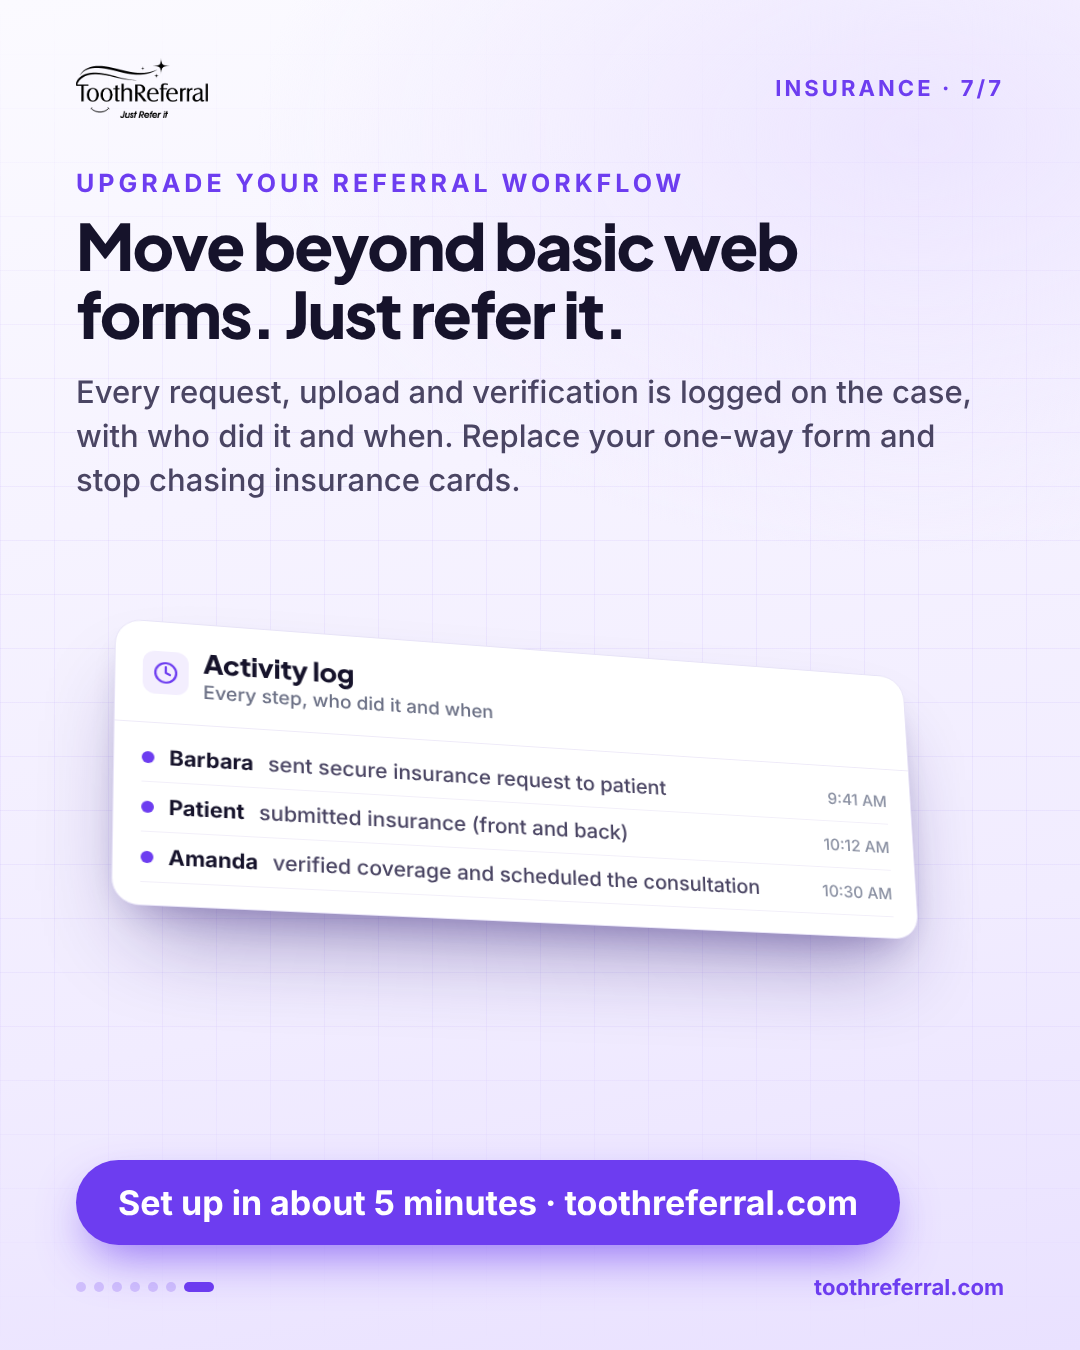 ToothReferral
Just Refer it
INSURANCE · 7/7
UPGRADE YOUR REFERRAL WORKFLOW
Move beyond basic web
forms. Just refer it.
Every request, upload and verification is logged on the case,
with who did it and when. Replace your one-way form and
stop chasing insurance cards.
Activity log
Every step, who did it and when
Barbara sent secure insurance request to patient 9:41 AM
Patient submitted insurance (front and back) 10:12 AM
Amanda verified coverage and scheduled the consultation 10:30 AM
Set up in about 5 minutes · toothreferral.com
toothreferral.com